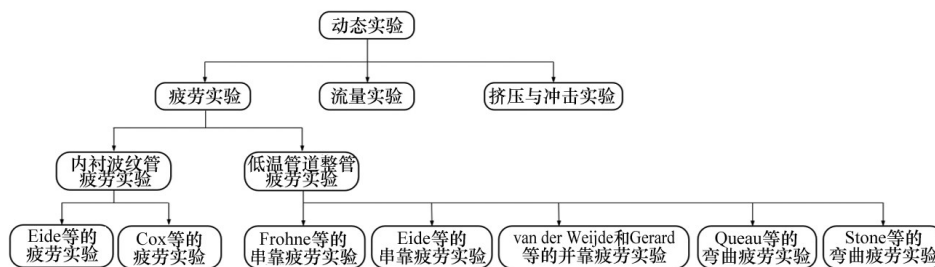 动态实验
疲劳实验
流量实验
挤压与冲击实验
内衬波纹管
疲劳实验
低温管道整管
疲劳实验
Eide等的
疲劳实验
Cox等的
疲劳实验
Frohne等的
串靠疲劳实验
Eide等的
串靠疲劳实验
van der Weijde和Gerard
等的并靠疲劳实验
Queau等的
弯曲疲劳实验
Stone等的
弯曲疲劳实验